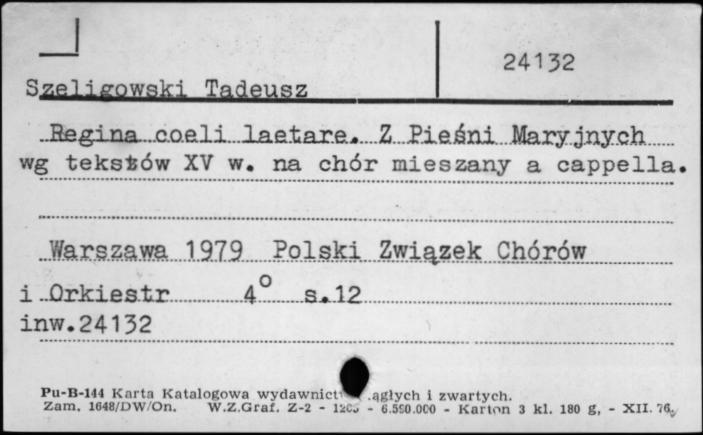 24132
Szeligowski Tadeusz
Regina coeli laetare. Z Pieśni Maryjnych
wg tekstów XV w. na chór mieszany a cappella.
Warszawa 1979 Polski Związek Chórów
i Orkiestr 4° s.12
inw.24132
Pu-B-144 Karta Katalogowa wydawnict ągłych i zwartych.
Zam. 1648/DW/On. W.Z.Graf. Z-2 - - 6.590.000 - Karton 3 kl. 180 g, - XII. 76.